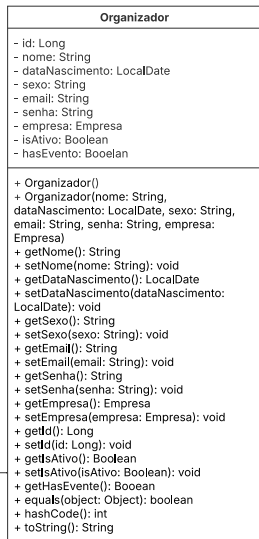 Organizador
- id: Long
- nome: String
- dataNascimento: LocalDate
- sexo: String
- email: String
- senha: String
- empresa: Empresa
- isAtivo: Boolean
- hasEvento: Booelan
+ Organizador()
+ Organizador(nome: String,
dataNascimento: LocalDate, sexo: String,
email: String, senha: String, empresa:
Empresa)
+ getNome(): String
+ setNome(nome: String): void
+ getDataNascimento(): LocalDate
+ setDataNascimento(dataNascimento:
LocalDate): void
+ getSexo(): String
+ setSexo(sexo: String): void
+ getEmail(): String
+ setEmail(email: String): void
+ getSenha(): String
+ setSenha(senha: String): void
+ getEmpresa(): Empresa
+ setEmpresa(empresa: Empresa): void
+ getId(): Long
+ setId(id: Long): void
+ getIsAtivo(): Boolean
+ setIsAtivo(isAtivo: Boolean): void
+ getHasEvente(): Booean
+ equals(object: Object): boolean
+ hashCode(): int
+ toString(): String